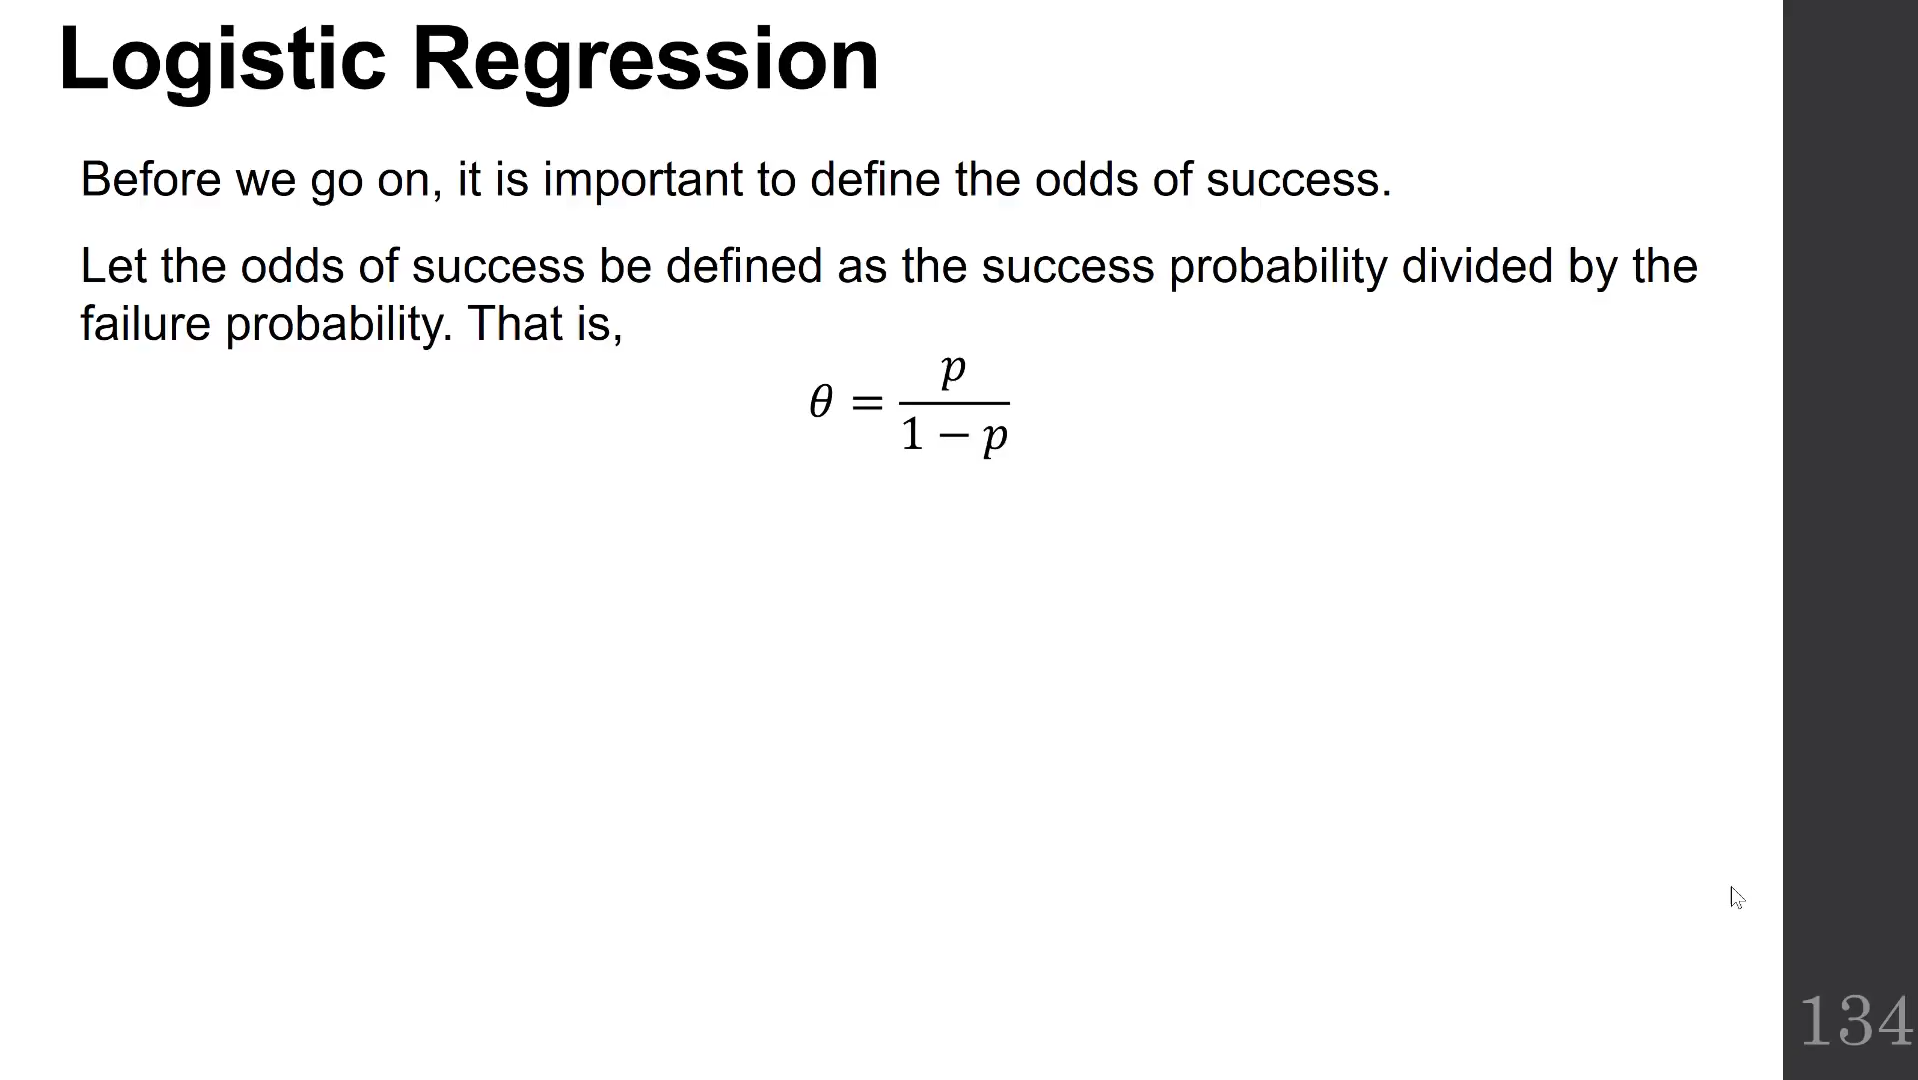 Logistic Regression
Before we go on, it is important to define the odds of success.
Let the odds of success be defined as the success probability divided by the
failure probability. That is,
θ = p / (1 − p)
134